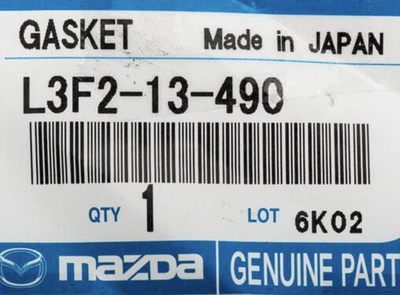 GASKET Made in JAPAN
L3F2-13-490
QTY 1 LOT 6K02
mazda GENUINE PART